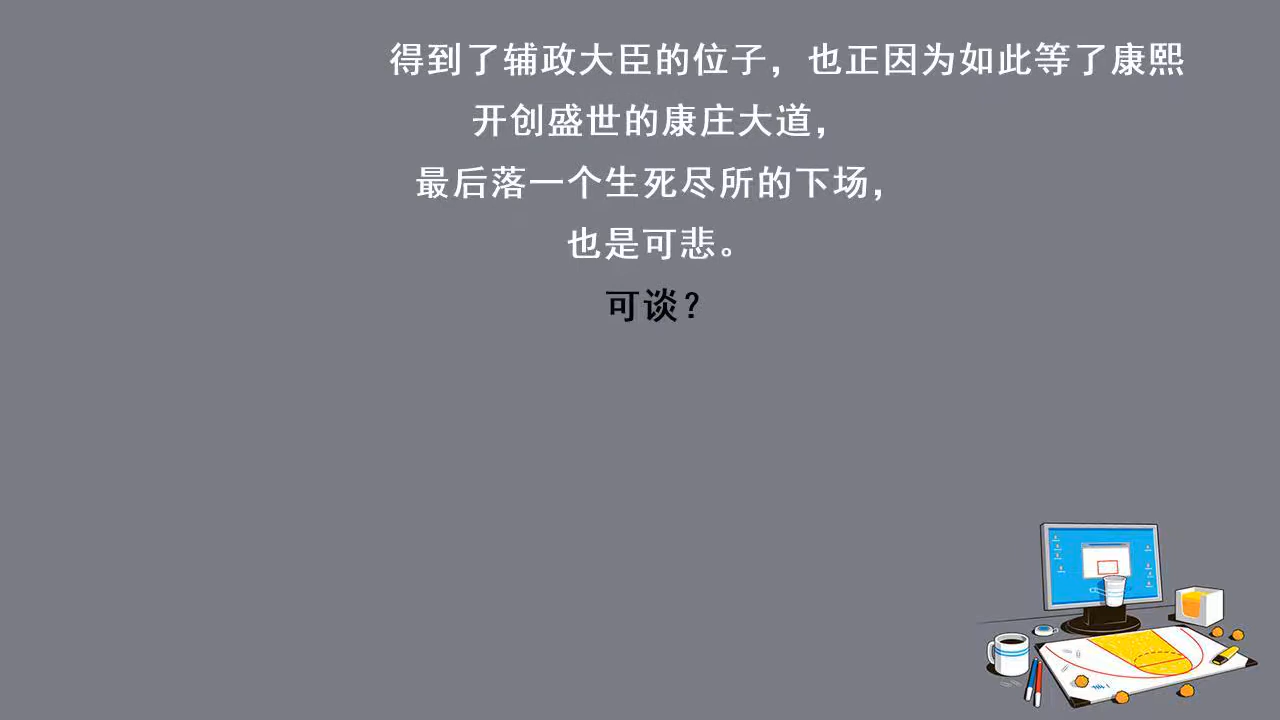 得到了辅政大臣的位子，也正因为如此等了康熙
开创盛世的康庄大道，
最后落一个生死尽所的下场，
也是可悲。
可谈？